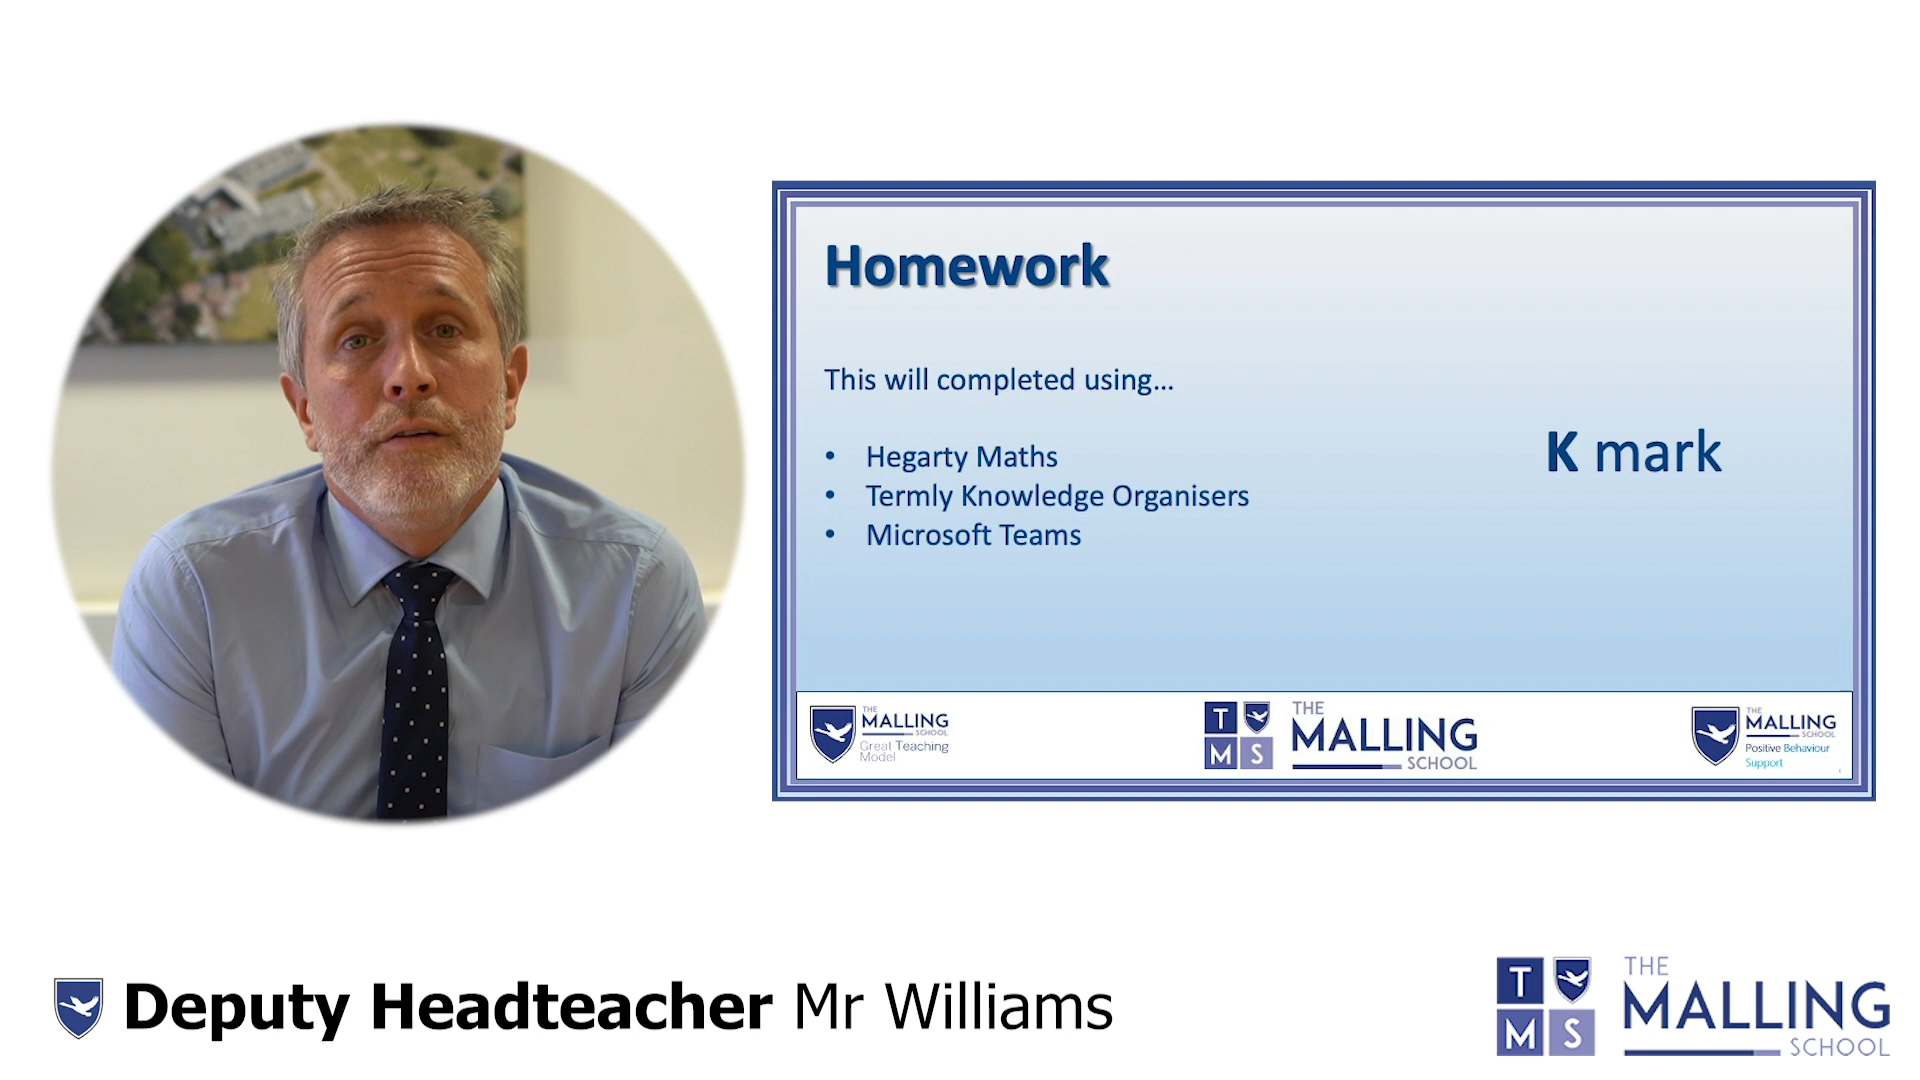 Homework
This will completed using...
• Hegarty Maths
• Termly Knowledge Organisers
• Microsoft Teams
K mark
THE
MALLING
SCHOOL
Great Teaching
Model
T
M S
THE
MALLING
SCHOOL
THE
MALLING
SCHOOL
Positive Behaviour
Support
Deputy Headteacher Mr Williams
T
M S
THE
MALLING
SCHOOL